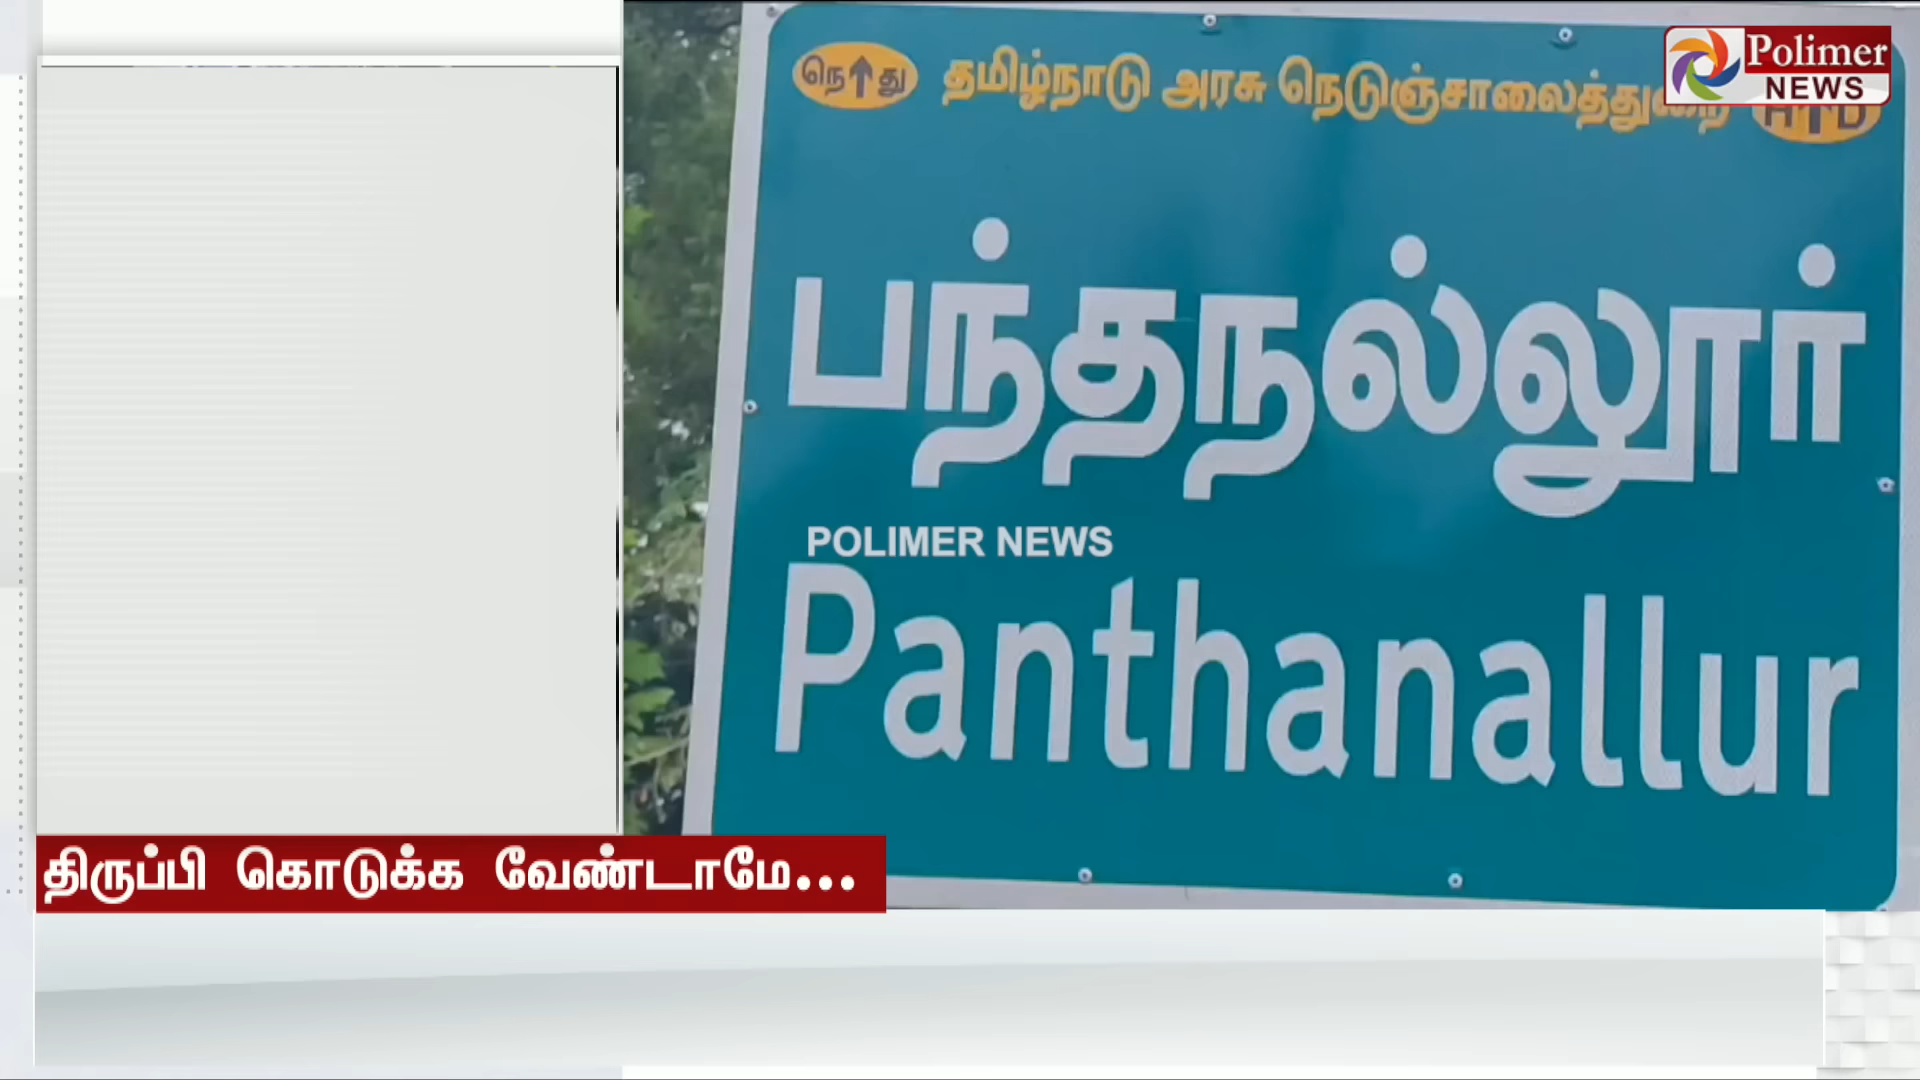 Polimer
NEWS
நெ து தமிழ்நாடு அரசு நெடுஞ்சாலைத்துறை
பந்தநல்லூர்
POLIMER NEWS
Panthanallur
திருப்பி கொடுக்க வேண்டாமே...